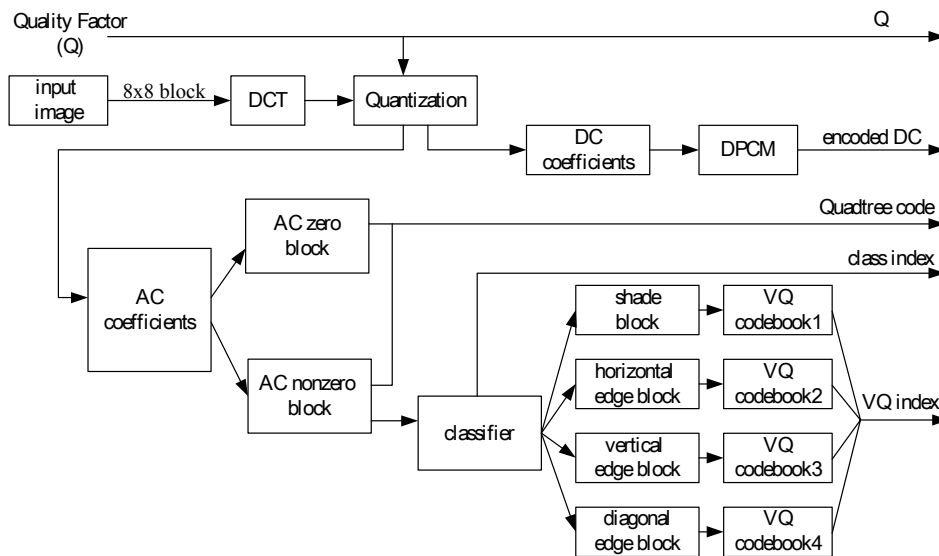 Quality Factor
(Q)
Q
input
image
8x8 block
DCT
Quantization
DC
coefficients
DPCM
encoded DC
AC zero
block
Quadtree code
class index
AC
coefficients
AC nonzero
block
classifier
shade
block
VQ
codebook1
horizontal
edge block
VQ
codebook2
VQ index
vertical
edge block
VQ
codebook3
diagonal
edge block
VQ
codebook4